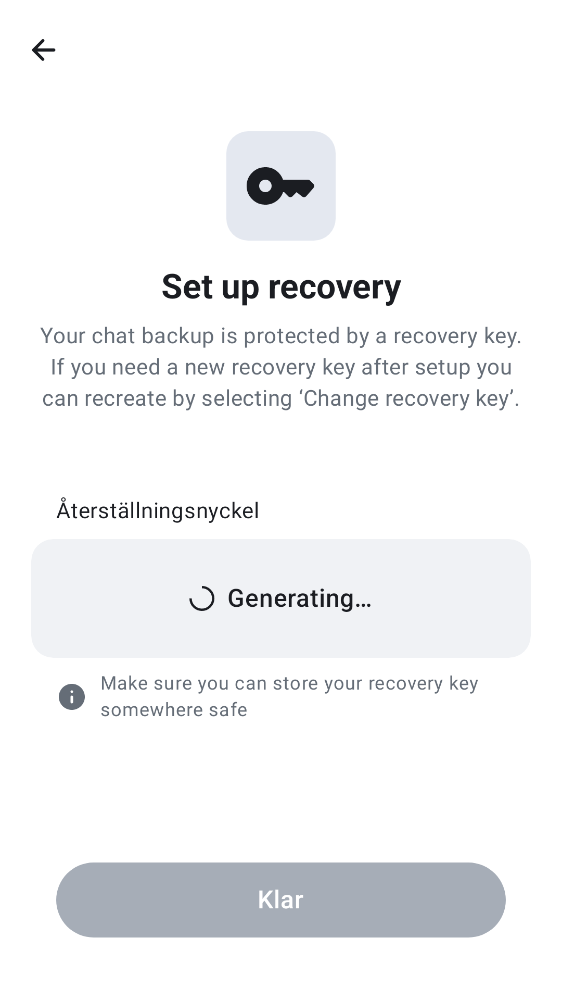 Set up recovery
Your chat backup is protected by a recovery key.
If you need a new recovery key after setup you
can recreate by selecting ‘Change recovery key’.
Återställningsnyckel
Generating…
Make sure you can store your recovery key
somewhere safe
Klar